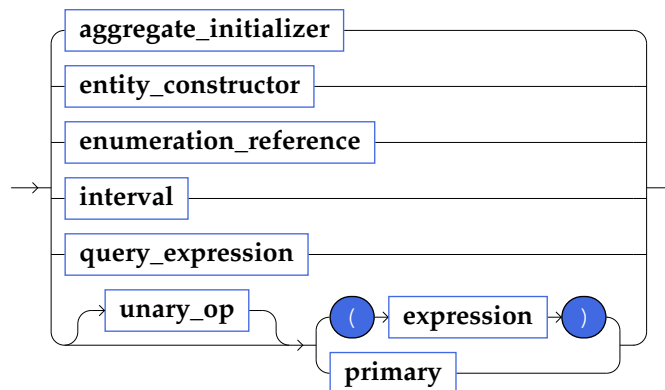 aggregate_initializer
entity_constructor
enumeration_reference
interval
query_expression
unary_op ( expression )
primary